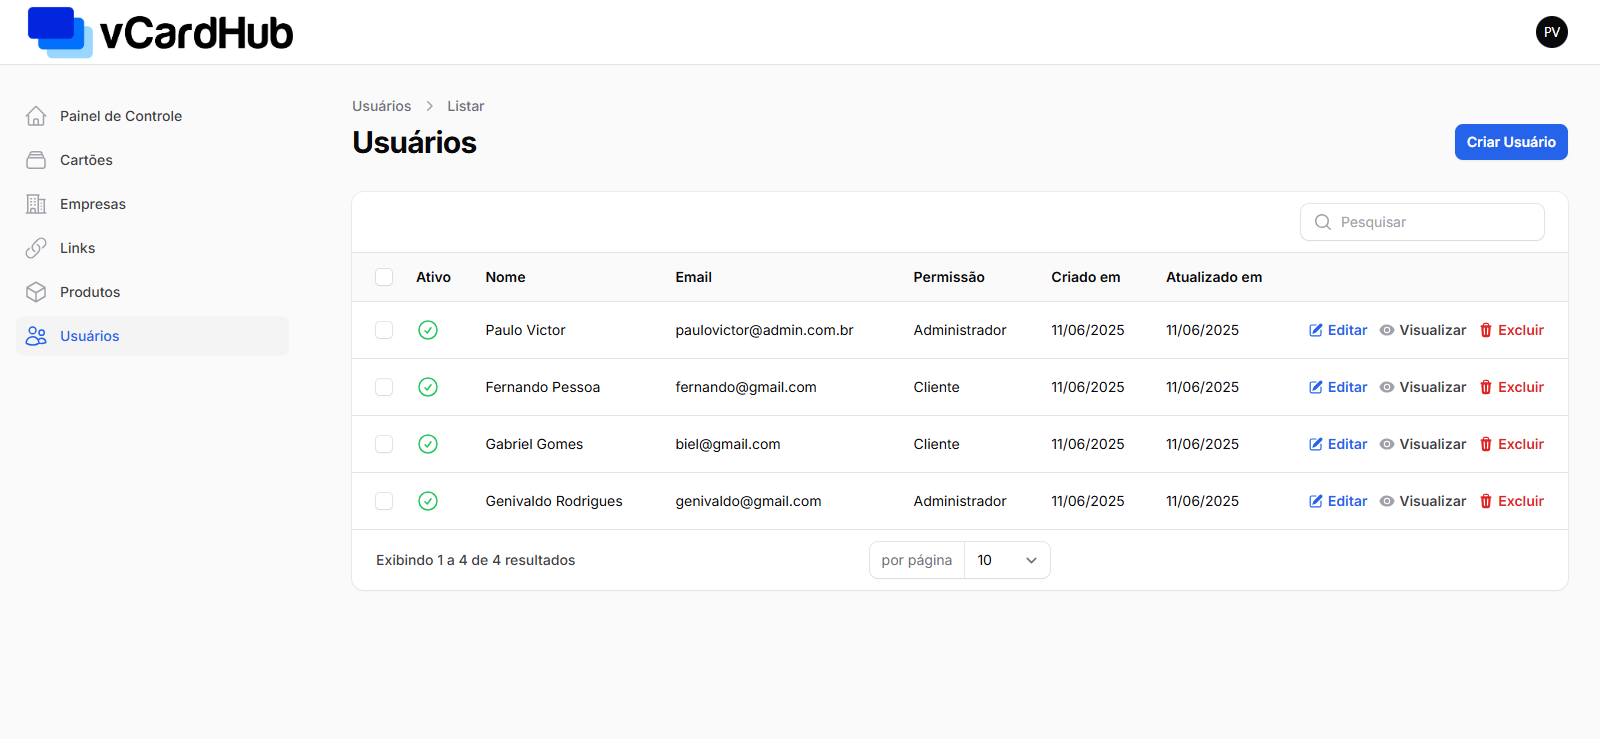 vCardHub
PV
Painel de Controle
Cartões
Empresas
Links
Produtos
Usuários
Usuários > Listar
Usuários
Criar Usuário
Pesquisar
Ativo Nome Email Permissão Criado em Atualizado em
Paulo Victor paulovictor@admin.com.br Administrador 11/06/2025 11/06/2025 Editar Visualizar Excluir
Fernando Pessoa fernando@gmail.com Cliente 11/06/2025 11/06/2025 Editar Visualizar Excluir
Gabriel Gomes biel@gmail.com Cliente 11/06/2025 11/06/2025 Editar Visualizar Excluir
Genivaldo Rodrigues genivaldo@gmail.com Administrador 11/06/2025 11/06/2025 Editar Visualizar Excluir
Exibindo 1 a 4 de 4 resultados por página 10